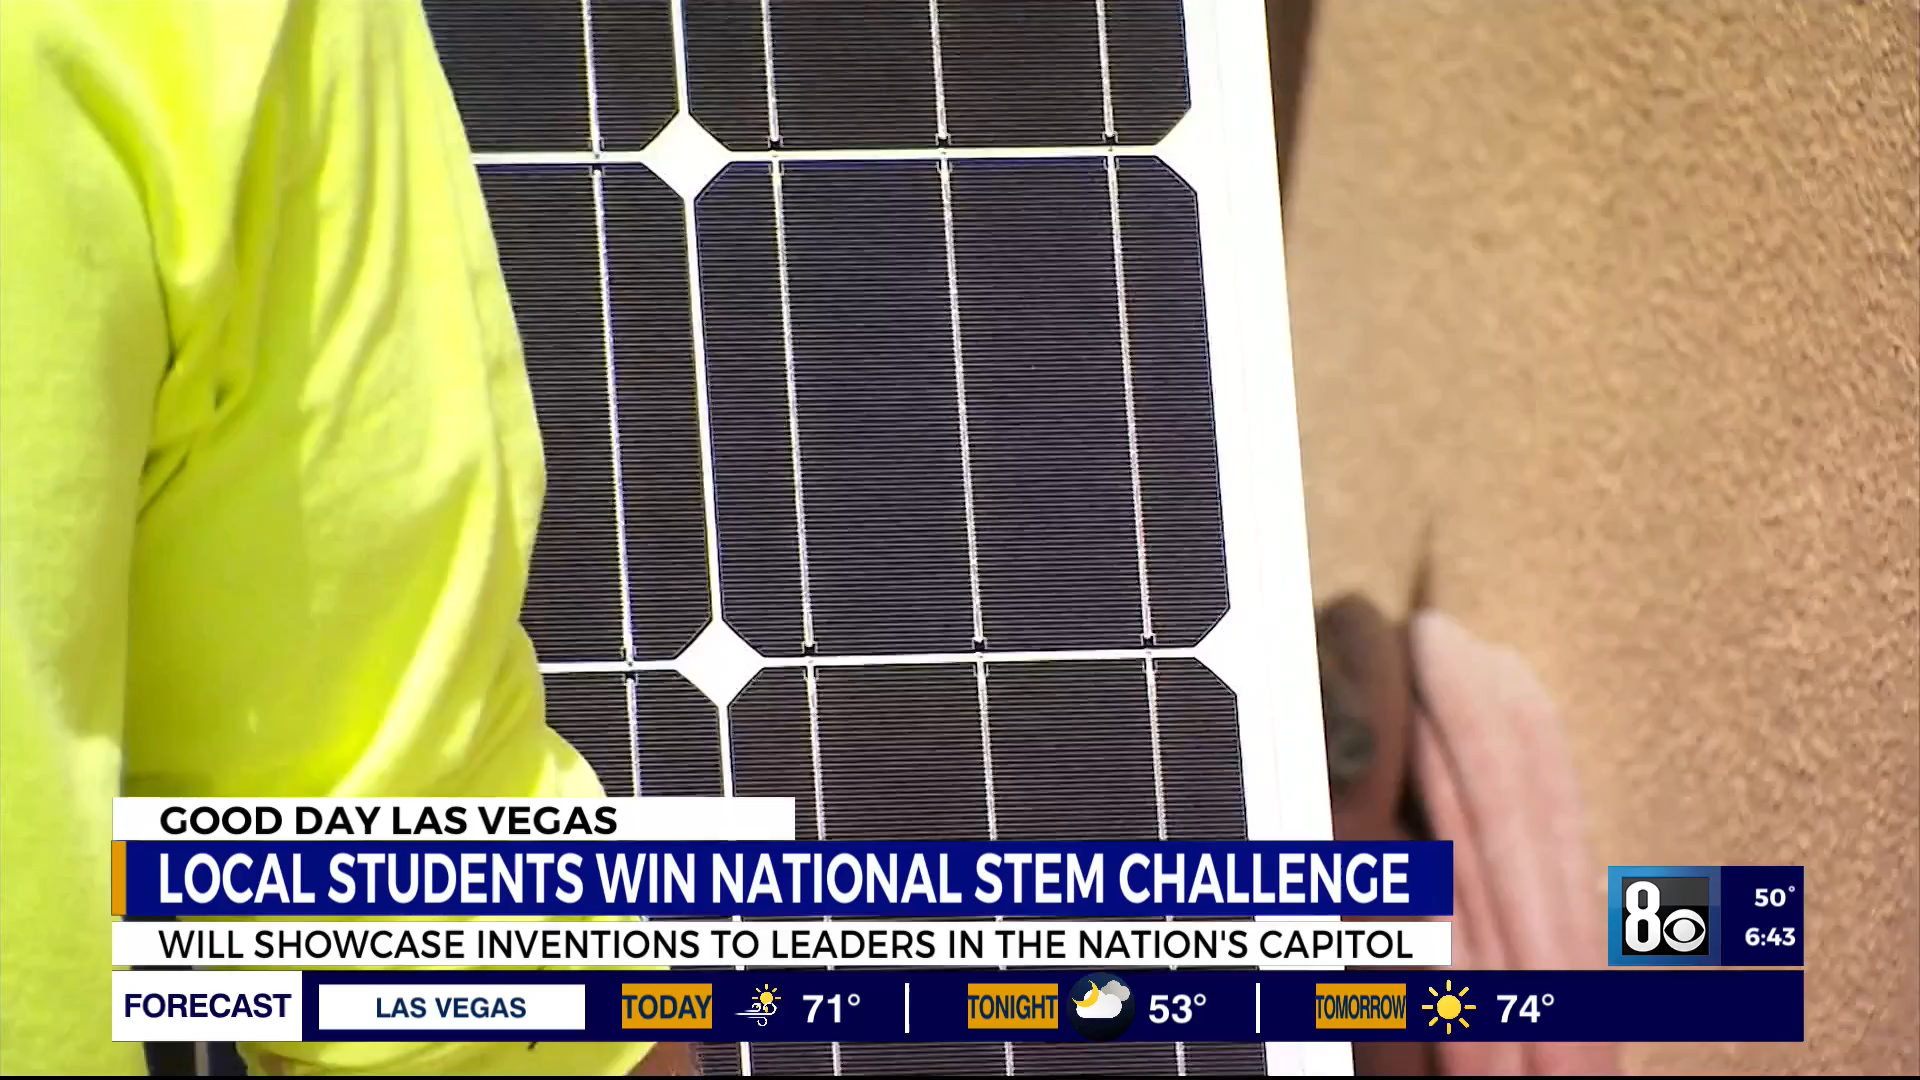 GOOD DAY LAS VEGAS
LOCAL STUDENTS WIN NATIONAL STEM CHALLENGE
WILL SHOWCASE INVENTIONS TO LEADERS IN THE NATION'S CAPITOL
8
50°
6:43
FORECAST LAS VEGAS TODAY 71° TONIGHT 53° TOMORROW 74°